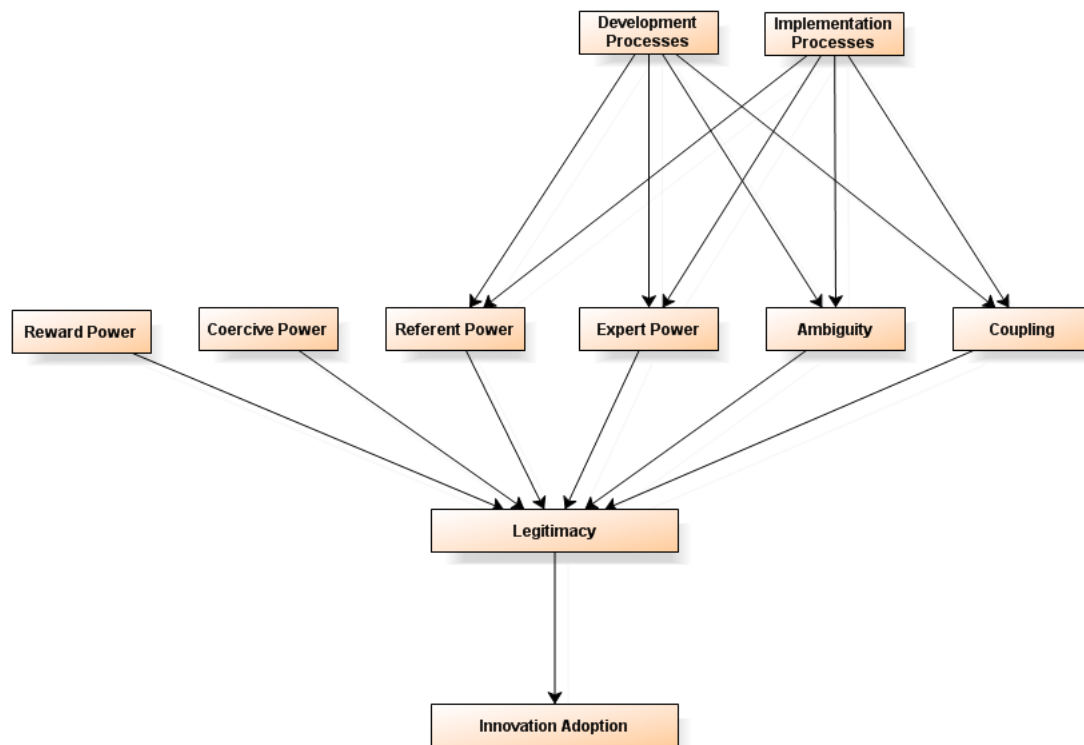 Development
Processes
Implementation
Processes
Reward Power
Coercive Power
Referent Power
Expert Power
Ambiguity
Coupling
Legitimacy
Innovation Adoption